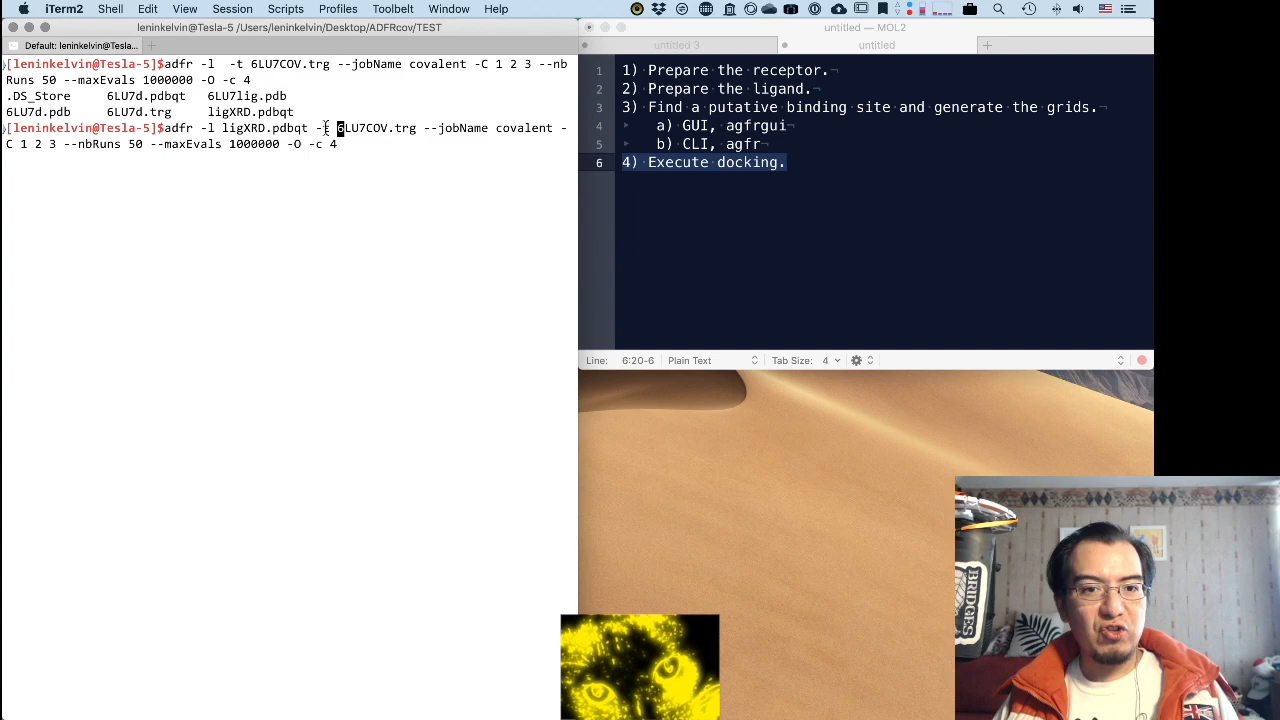 iTerm2 Shell Edit View Session Scripts Profiles Toolbelt Window Help
leninkelvin@Tesla-5 /Users/leninkelvin/Desktop/ADFRcov/TEST
Default: leninkelvin@Tesla...
[leninkelvin@Tesla-5]$adfr -l  -t 6LU7COV.trg --jobName covalent -C 1 2 3 --nb
Runs 50 --maxEvals 1000000 -O -c 4
.DS_Store 6LU7d.pdbqt 6LU7lig.pdb
6LU7d.pdb 6LU7d.trg ligXRD.pdbqt
[leninkelvin@Tesla-5]$adfr -l ligXRD.pdbqt - 6LU7COV.trg --jobName covalent -
C 1 2 3 --nbRuns 50 --maxEvals 1000000 -O -c 4
untitled — MOL2
untitled 3
untitled
1 1) Prepare the receptor.¬
2 2) Prepare the ligand.¬
3 3) Find a putative binding site and generate the grids.¬
4 a) GUI, agfrgui¬
5 b) CLI, agfr¬
6 4) Execute docking.
Line: 6:20-6 Plain Text Tab Size: 4
BRIDGES